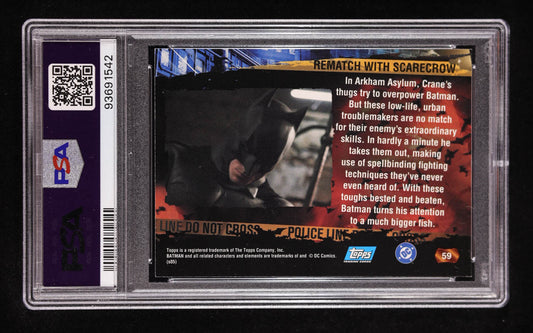 93691542
PSA
PSA
REMATCH WITH SCARECROW
In Arkham Asylum, Crane's
thugs try to overpower Batman.
But these low-life, urban
troublemakers are no match
for their enemy's extraordinary
skills. In hardly a minute he
takes them out, making
use of spellbinding fighting
techniques they've never
even heard of. With these
toughs bested and beaten,
Batman turns his attention
to a much bigger fish.
LINE DO NOT CROSS POLICE LINE
Topps is a registered trademark of The Topps Company, Inc.
BATMAN and all related characters and elements are trademarks of and © DC Comics.
(s05)
Topps
DC
59